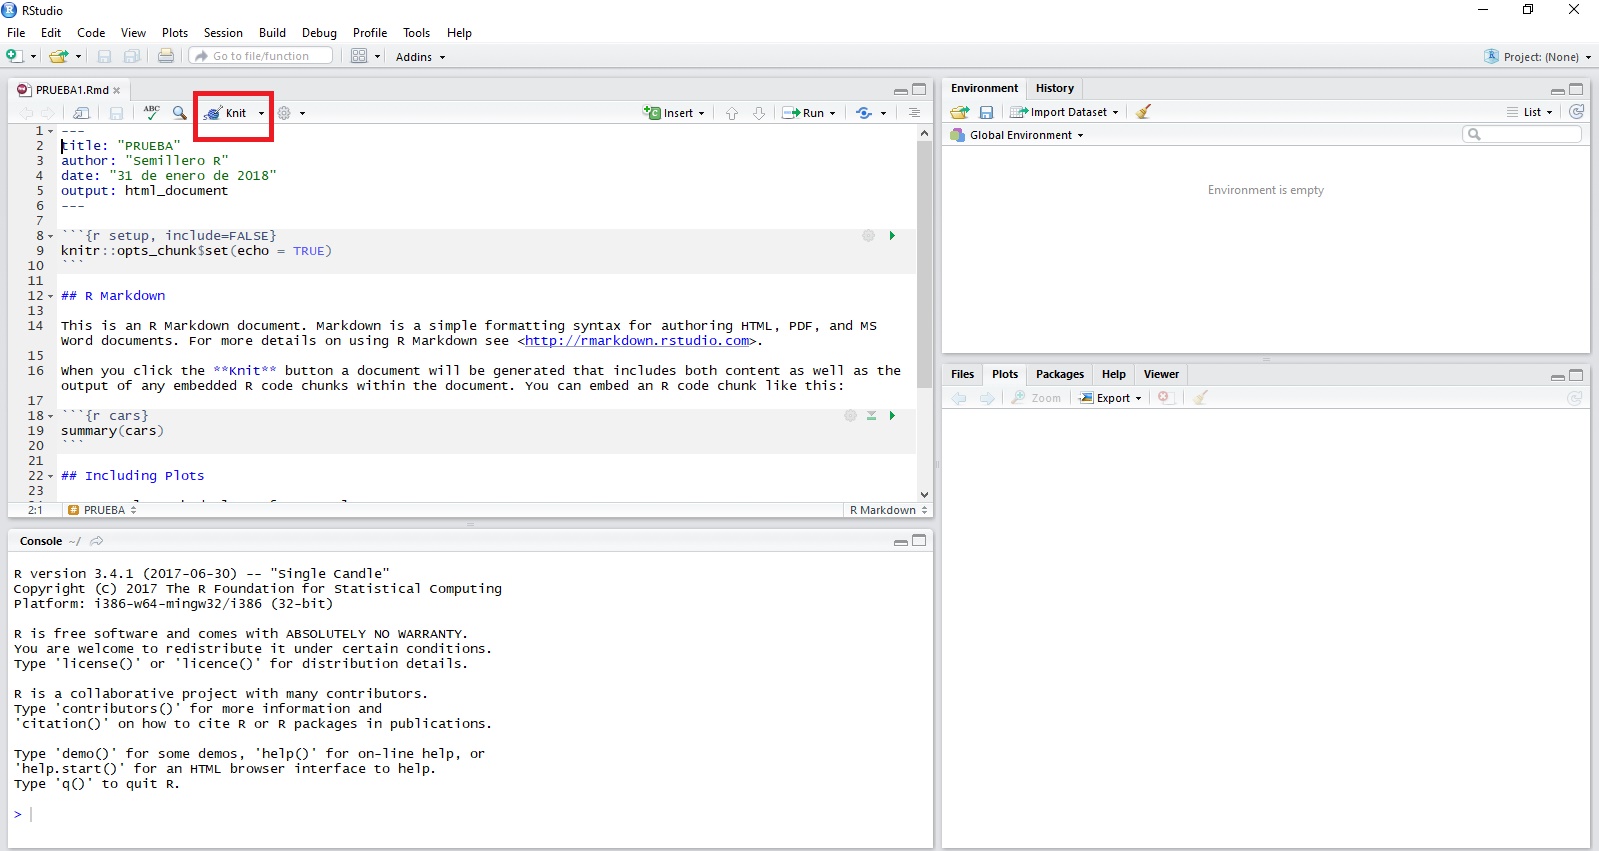 RStudio
File Edit Code View Plots Session Build Debug Profile Tools Help
Go to file/function Addins Project: (None)
PRUEBA1.Rmd
ABC Knit Insert Run
1 ---
2 title: "PRUEBA"
3 author: "Semillero R"
4 date: "31 de enero de 2018"
5 output: html_document
6 ---
7
8 ```{r setup, include=FALSE}
9 knitr::opts_chunk$set(echo = TRUE)
10 ```
11
12 ## R Markdown
13
14 This is an R Markdown document. Markdown is a simple formatting syntax for authoring HTML, PDF, and MS
Word documents. For more details on using R Markdown see <http://rmarkdown.rstudio.com>.
15
16 When you click the **Knit** button a document will be generated that includes both content as well as the
output of any embedded R code chunks within the document. You can embed an R code chunk like this:
17
18 ```{r cars}
19 summary(cars)
20 ```
21
22 ## Including Plots
23
2:1 # PRUEBA R Markdown
Console ~/
R version 3.4.1 (2017-06-30) -- "Single Candle"
Copyright (C) 2017 The R Foundation for Statistical Computing
Platform: i386-w64-mingw32/i386 (32-bit)
R is free software and comes with ABSOLUTELY NO WARRANTY.
You are welcome to redistribute it under certain conditions.
Type 'license()' or 'licence()' for distribution details.
R is a collaborative project with many contributors.
Type 'contributors()' for more information and
'citation()' on how to cite R or R packages in publications.
Type 'demo()' for some demos, 'help()' for on-line help, or
'help.start()' for an HTML browser interface to help.
Type 'q()' to quit R.
>
Environment History
Import Dataset List
Global Environment
Environment is empty
Files Plots Packages Help Viewer
Zoom Export